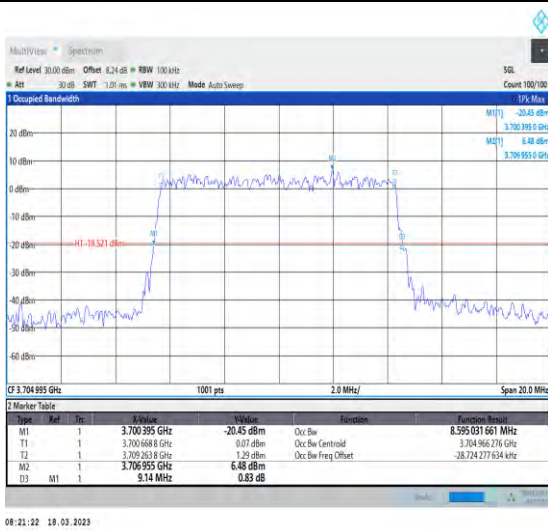 MultiView Spectrum
Ref Level 30.00 dBm Offset 8.24 dB RBW 100 kHz SGL
Att 30 dB SWT 1.01 ms VBW 300 kHz Mode Auto Sweep Count 100/100
1 Occupied Bandwidth 1Pk Max
M1[1] -20.45 dBm
3.700 395 0 GHz
M2[1] 6.48 dBm
3.706 955 0 GHz
20 dBm
10 dBm
M2
0 dBm
T1
-10 dBm
M1
-20 dBm H1 -19.521 dBm
-30 dBm
-40 dBm
-50 dBm
-60 dBm
CF 3.704 995 GHz 1001 pts 2.0 MHz/ Span 20.0 MHz
2 Marker Table
Type Ref Trc X-Value Y-Value Function Function Result
M1 1 3.700 395 GHz -20.45 dBm Occ Bw 8.595 031 661 MHz
T1 1 3.700 668 8 GHz 0.07 dBm Occ Bw Centroid 3.704 966 276 GHz
T2 1 3.709 263 8 GHz 1.29 dBm Occ Bw Freq Offset -28.724 277 634 kHz
M2 1 3.706 955 GHz 6.48 dBm
D3 M1 1 9.14 MHz 0.83 dB
Ready
08:21:22 18.03.2023